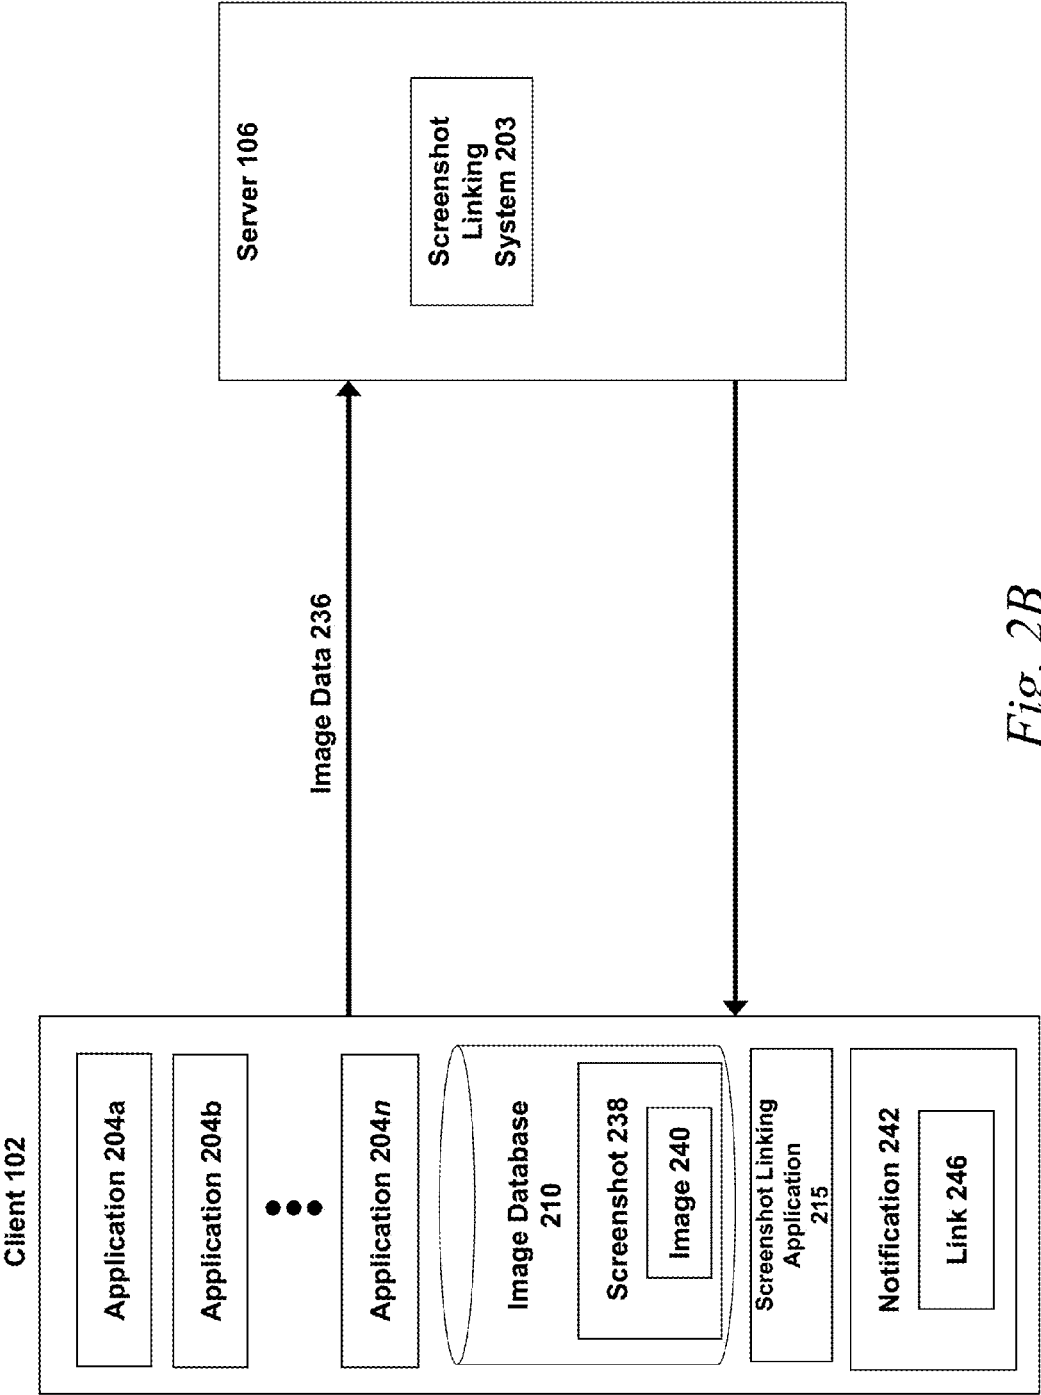 Client 102
Application 204a
Application 204b
Application 204n
Image Database
210
Screenshot 238
Image 240
Screenshot Linking
Application
215
Notification 242
Link 246
Image Data 236
Server 106
Screenshot
Linking
System 203
Fig. 2B